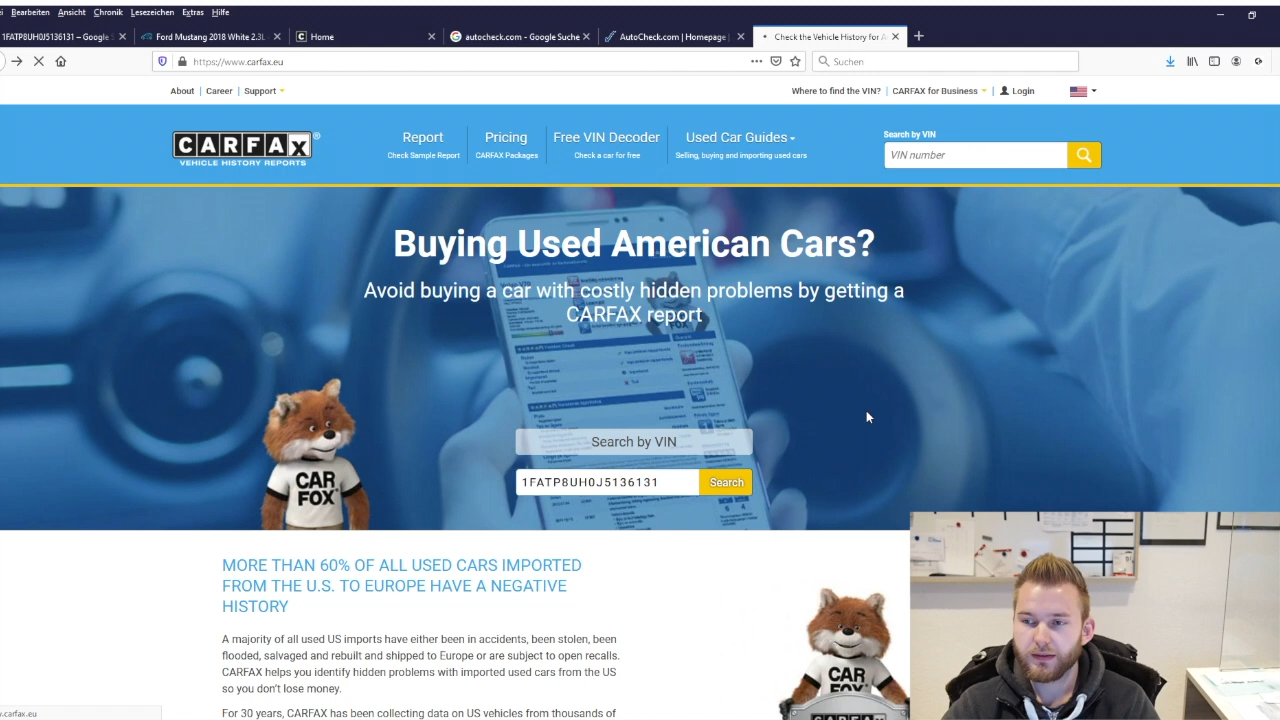 Bearbeiten Ansicht Chronik Lesezeichen Extras Hilfe
1FATP8UH0J5136131 – Google S
Ford Mustang 2018 White 2.3L
Home
autocheck.com - Google Suche
AutoCheck.com | Homepage
Check the Vehicle History for A
https://www.carfax.eu
Suchen
About | Career | Support
Where to find the VIN? | CARFAX for Business | Login
CARFAX®
VEHICLE HISTORY REPORTS
Report
Check Sample Report
Pricing
CARFAX Packages
Free VIN Decoder
Check a car for free
Used Car Guides
Selling, buying and importing used cars
Search by VIN
VIN number
Buying Used American Cars?
Avoid buying a car with costly hidden problems by getting a
CARFAX report
Search by VIN
1FATP8UH0J5136131
Search
CAR
FOX
MORE THAN 60% OF ALL USED CARS IMPORTED
FROM THE U.S. TO EUROPE HAVE A NEGATIVE
HISTORY
A majority of all used US imports have either been in accidents, been stolen, been
flooded, salvaged and rebuilt and shipped to Europe or are subject to open recalls.
CARFAX helps you identify hidden problems with imported used cars from the US
so you don't lose money.
For 30 years, CARFAX has been collecting data on US vehicles from thousands of
CAR
FOX
w.carfax.eu